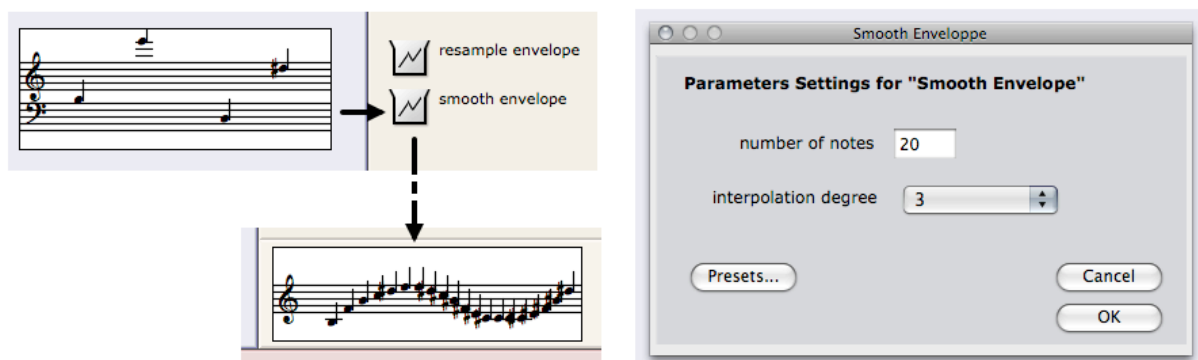 resample envelope
smooth envelope
Smooth Enveloppe
Parameters Settings for "Smooth Envelope"
number of notes 20
interpolation degree 3
Presets...
Cancel
OK